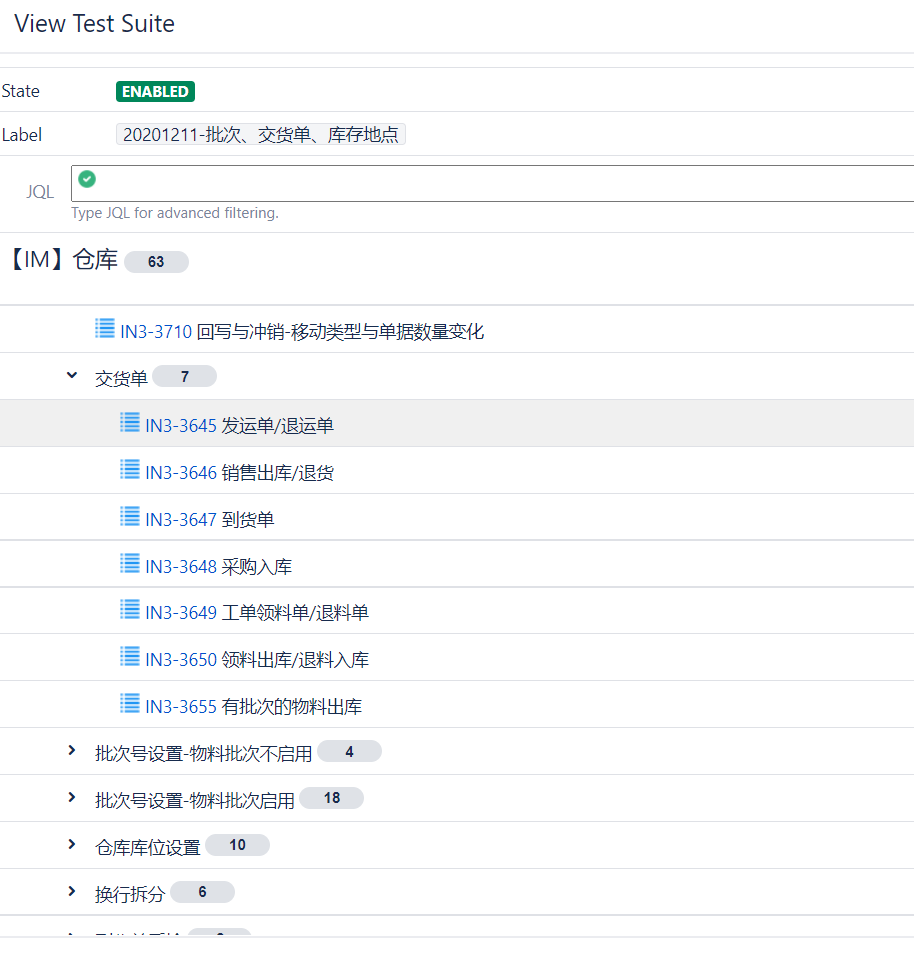 View Test Suite
State ENABLED
Label 20201211-批次、交货单、库存地点
JQL
Type JQL for advanced filtering.
【IM】仓库 63
IN3-3710 回写与冲销-移动类型与单据数量变化
交货单 7
IN3-3645 发运单/退运单
IN3-3646 销售出库/退货
IN3-3647 到货单
IN3-3648 采购入库
IN3-3649 工单领料单/退料单
IN3-3650 领料出库/退料入库
IN3-3655 有批次的物料出库
批次号设置-物料批次不启用 4
批次号设置-物料批次启用 18
仓库库位设置 10
换行拆分 6